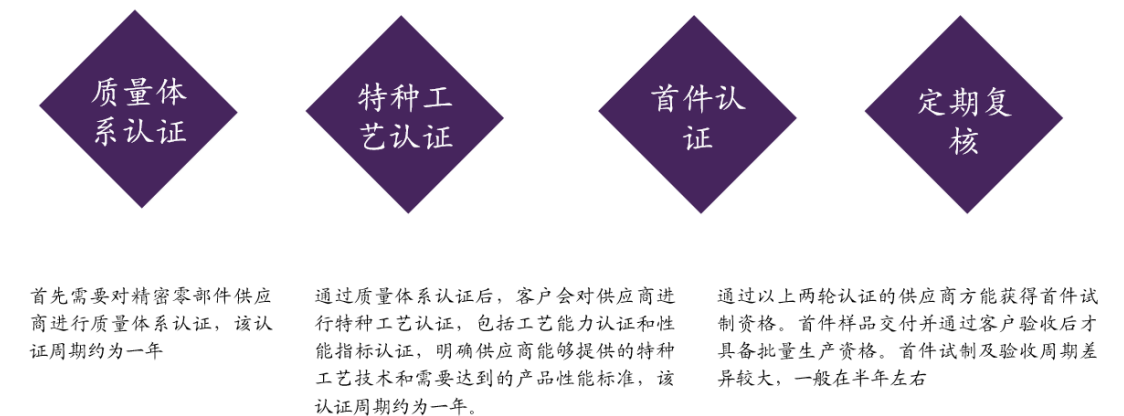 质量体
系认证
特种工
艺认证
首件认
证
定期复
核
首先需要对精密零部件供应
商进行质量体系认证，该认
证周期约为一年
通过质量体系认证后，客户会对供应商进
行特种工艺认证，包括工艺能力认证和性
能指标认证，明确供应商能够提供的特种
工艺技术和需要达到的产品性能标准，该
认证周期约为一年。
通过以上两轮认证的供应商方能获得首件试
制资格。首件样品交付并通过客户验收后才
具备批量生产资格。首件试制及验收周期差
异较大，一般在半年左右